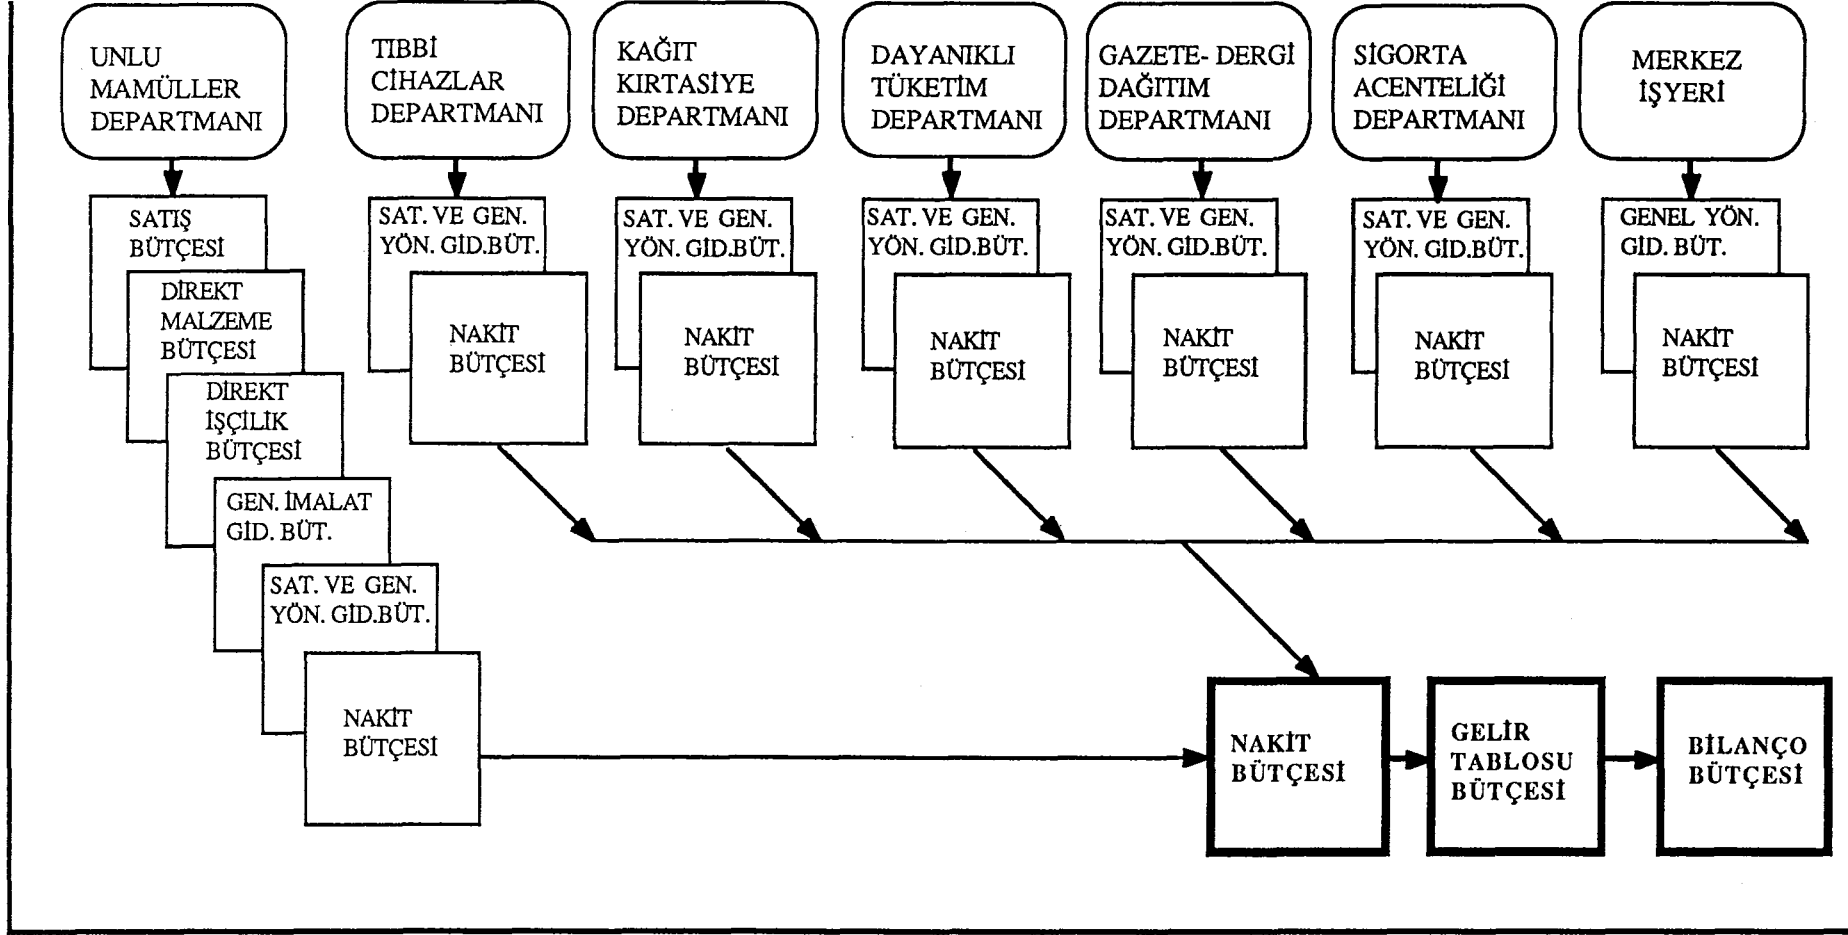 UNLU
MAMÜLLER
DEPARTMANI
TIBBİ
CİHAZLAR
DEPARTMANI
KAĞIT
KIRTASİYE
DEPARTMANI
DAYANIKLI
TÜKETİM
DEPARTMANI
GAZETE- DERGİ
DAĞITIM
DEPARTMANI
SİGORTA
ACENTELİĞİ
DEPARTMANI
MERKEZ
İŞYERİ
SATIŞ
BÜTÇESİ
DİREKT
MALZEME
BÜTÇESİ
DİREKT
İŞÇİLİK
BÜTÇESİ
GEN. İMALAT
GİD. BÜT.
SAT. VE GEN.
YÖN. GİD.BÜT.
NAKİT
BÜTÇESİ
SAT. VE GEN.
YÖN. GİD.BÜT.
NAKİT
BÜTÇESİ
SAT. VE GEN.
YÖN. GİD.BÜT.
NAKİT
BÜTÇESİ
SAT. VE GEN.
YÖN. GİD.BÜT.
NAKİT
BÜTÇESİ
SAT. VE GEN.
YÖN. GİD.BÜT.
NAKİT
BÜTÇESİ
SAT. VE GEN.
YÖN. GİD.BÜT.
NAKİT
BÜTÇESİ
GENEL YÖN.
GİD. BÜT.
NAKİT
BÜTÇESİ
NAKİT
BÜTÇESİ
GELİR
TABLOSU
BÜTÇESİ
BİLANÇO
BÜTÇESİ